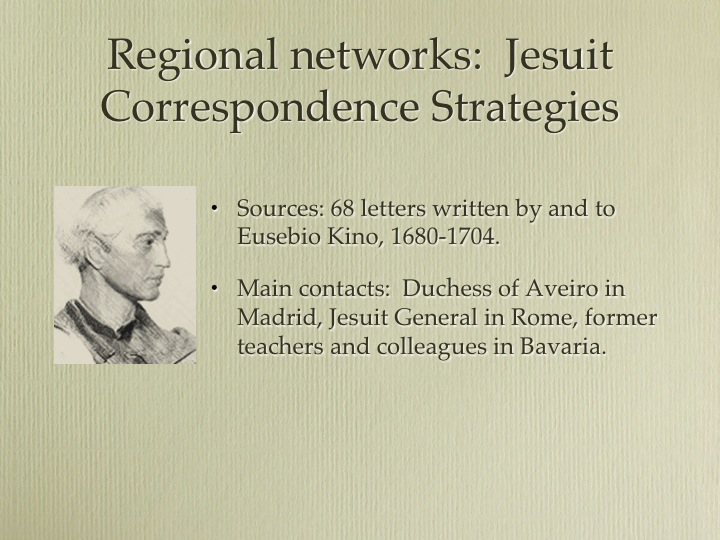 Regional networks:  Jesuit
Correspondence Strategies
• Sources: 68 letters written by and to
Eusebio Kino, 1680-1704.
• Main contacts:  Duchess of Aveiro in
Madrid, Jesuit General in Rome, former
teachers and colleagues in Bavaria.